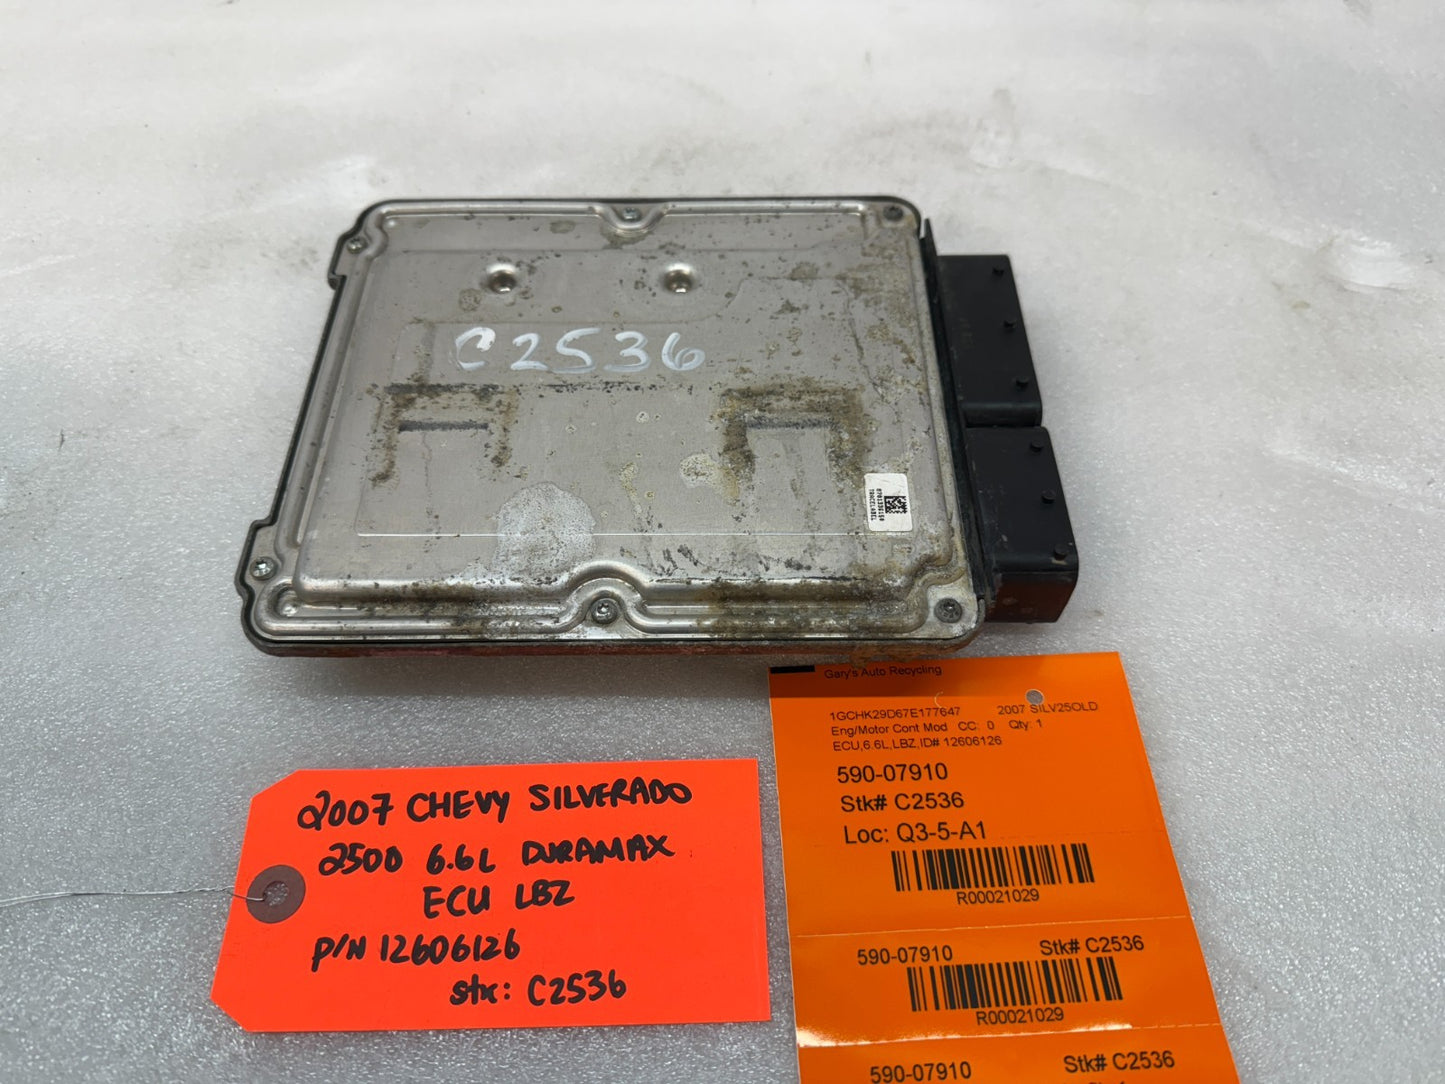 C2536
TRACELABEL
2007 CHEVY SILVERADO
2500 6.6L DURAMAX
ECU LBZ
P/N 12606126
stk: C2536
Gary's Auto Recycling
1GCHK29D67E177647 2007 SILV25OLD
Eng/Motor Cont Mod CC: 0 Qty: 1
ECU,6.6L,LBZ,ID# 12606126
590-07910
Stk# C2536
Loc: Q3-5-A1
R00021029
590-07910 Stk# C2536
R00021029
590-07910 Stk# C2536